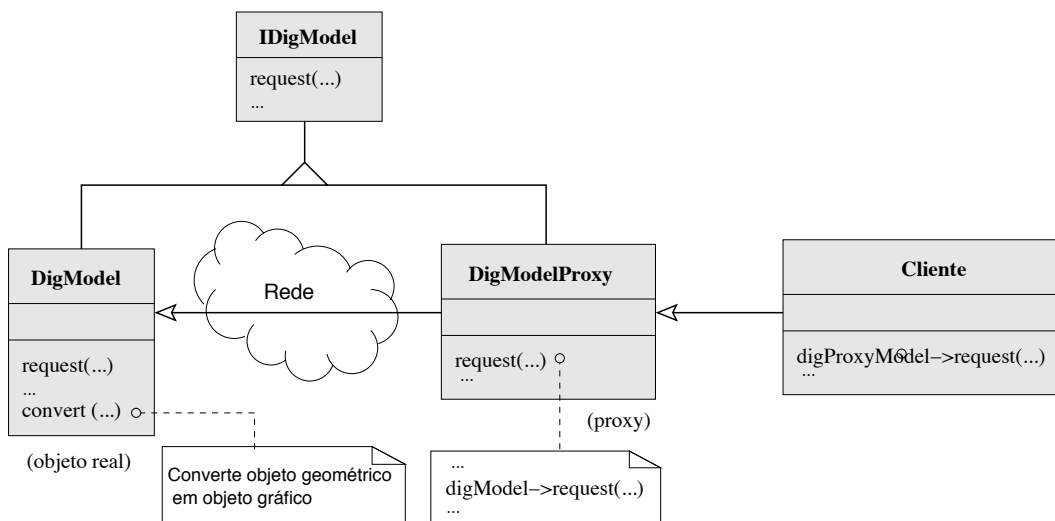 IDigModel
request(...)
...
DigModel
request(...)
...
convert (...)
(objeto real)
Rede
DigModelProxy
request(...)
...
(proxy)
Cliente
digProxyModel−>request(...)
...
Converte objeto geométrico
em objeto gráfico
...
digModel−>request(...)
...